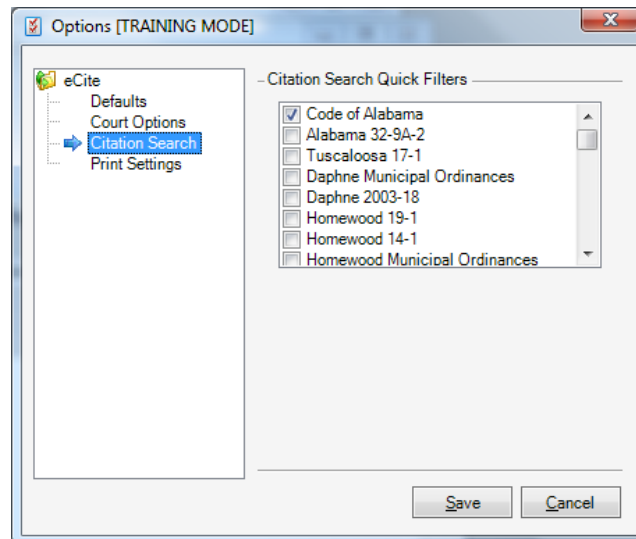 Options [TRAINING MODE]
eCite
Defaults
Court Options
Citation Search
Print Settings
Citation Search Quick Filters
Code of Alabama
Alabama 32-9A-2
Tuscaloosa 17-1
Daphne Municipal Ordinances
Daphne 2003-18
Homewood 19-1
Homewood 14-1
Homewood Municipal Ordinances
Save
Cancel